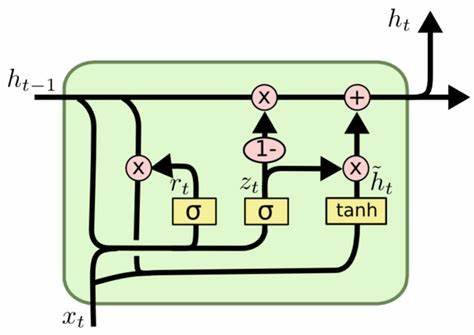 h_t
h_{t-1}
x
+
1-
x
r_t
z_t
x
h̃_t
σ
σ
tanh
x_t